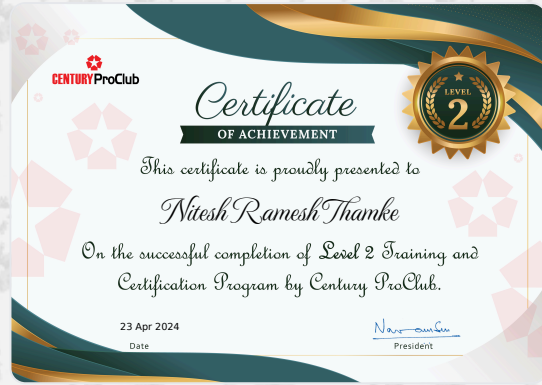 CENTURY ProClub
Certificate
OF ACHIEVEMENT
LEVEL
2
This certificate is proudly presented to
Nitesh Ramesh Thamke
On the successful completion of Level 2 Training and
Certification Program by Century ProClub.
23 Apr 2024
Date
President